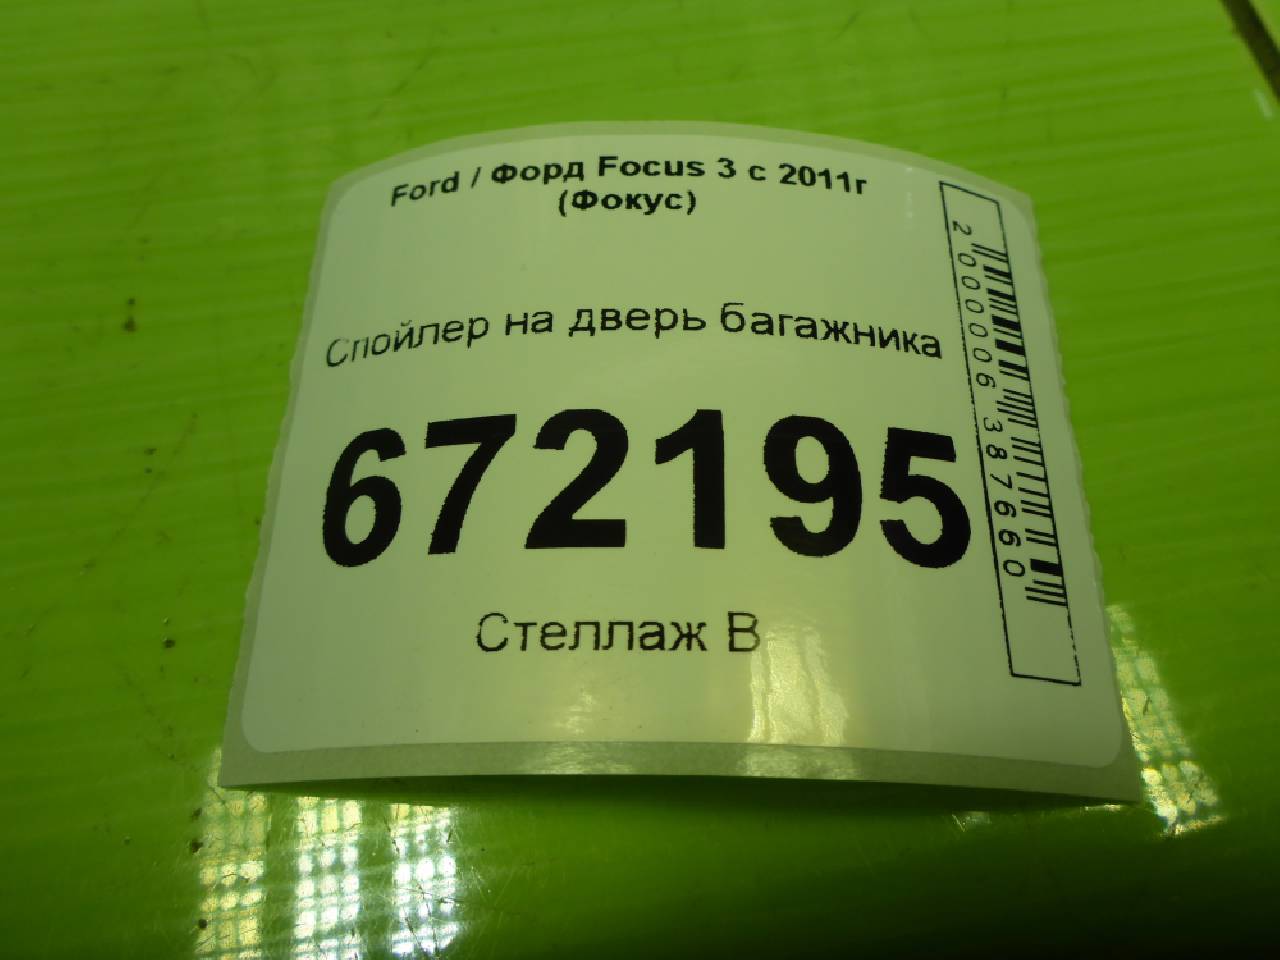 Ford / Форд Focus 3 с 2011г
(Фокус)
Спойлер на дверь багажника
672195
Стеллаж В
2000006387660